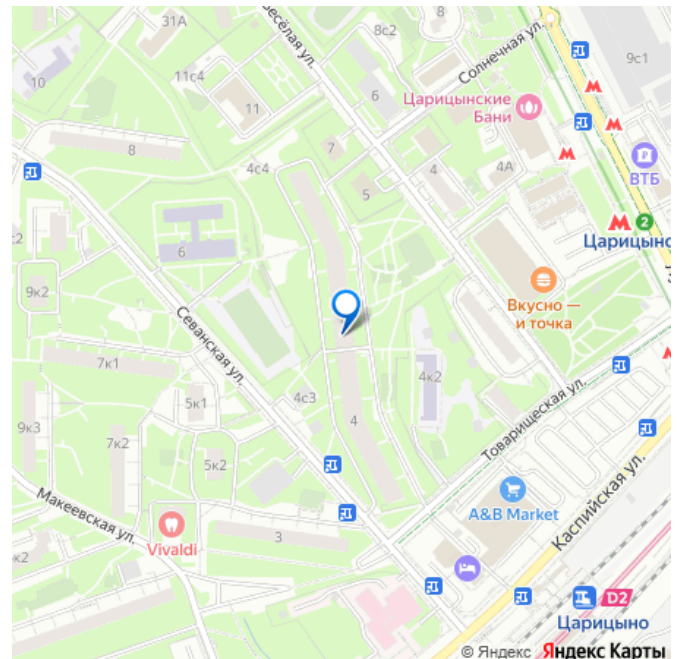 31А
Весёлая ул.
8с2
8
Солнечная ул.
9с1
10
11с4
6
11
Царицынские
Бани
ВТБ
8
7
4с4
4
4А
5
2
Царицыно
6
9к2
Вкусно —
и точка
Севанская ул.
7к1
4с3
4к2
5к1
4
Товарищеская ул.
9к3
7к2
5к2
A&B Market
Каспийская ул.
Макеевская ул.
Vivaldi
3
D2
Царицыно
© Яндекс Яндекс Карты